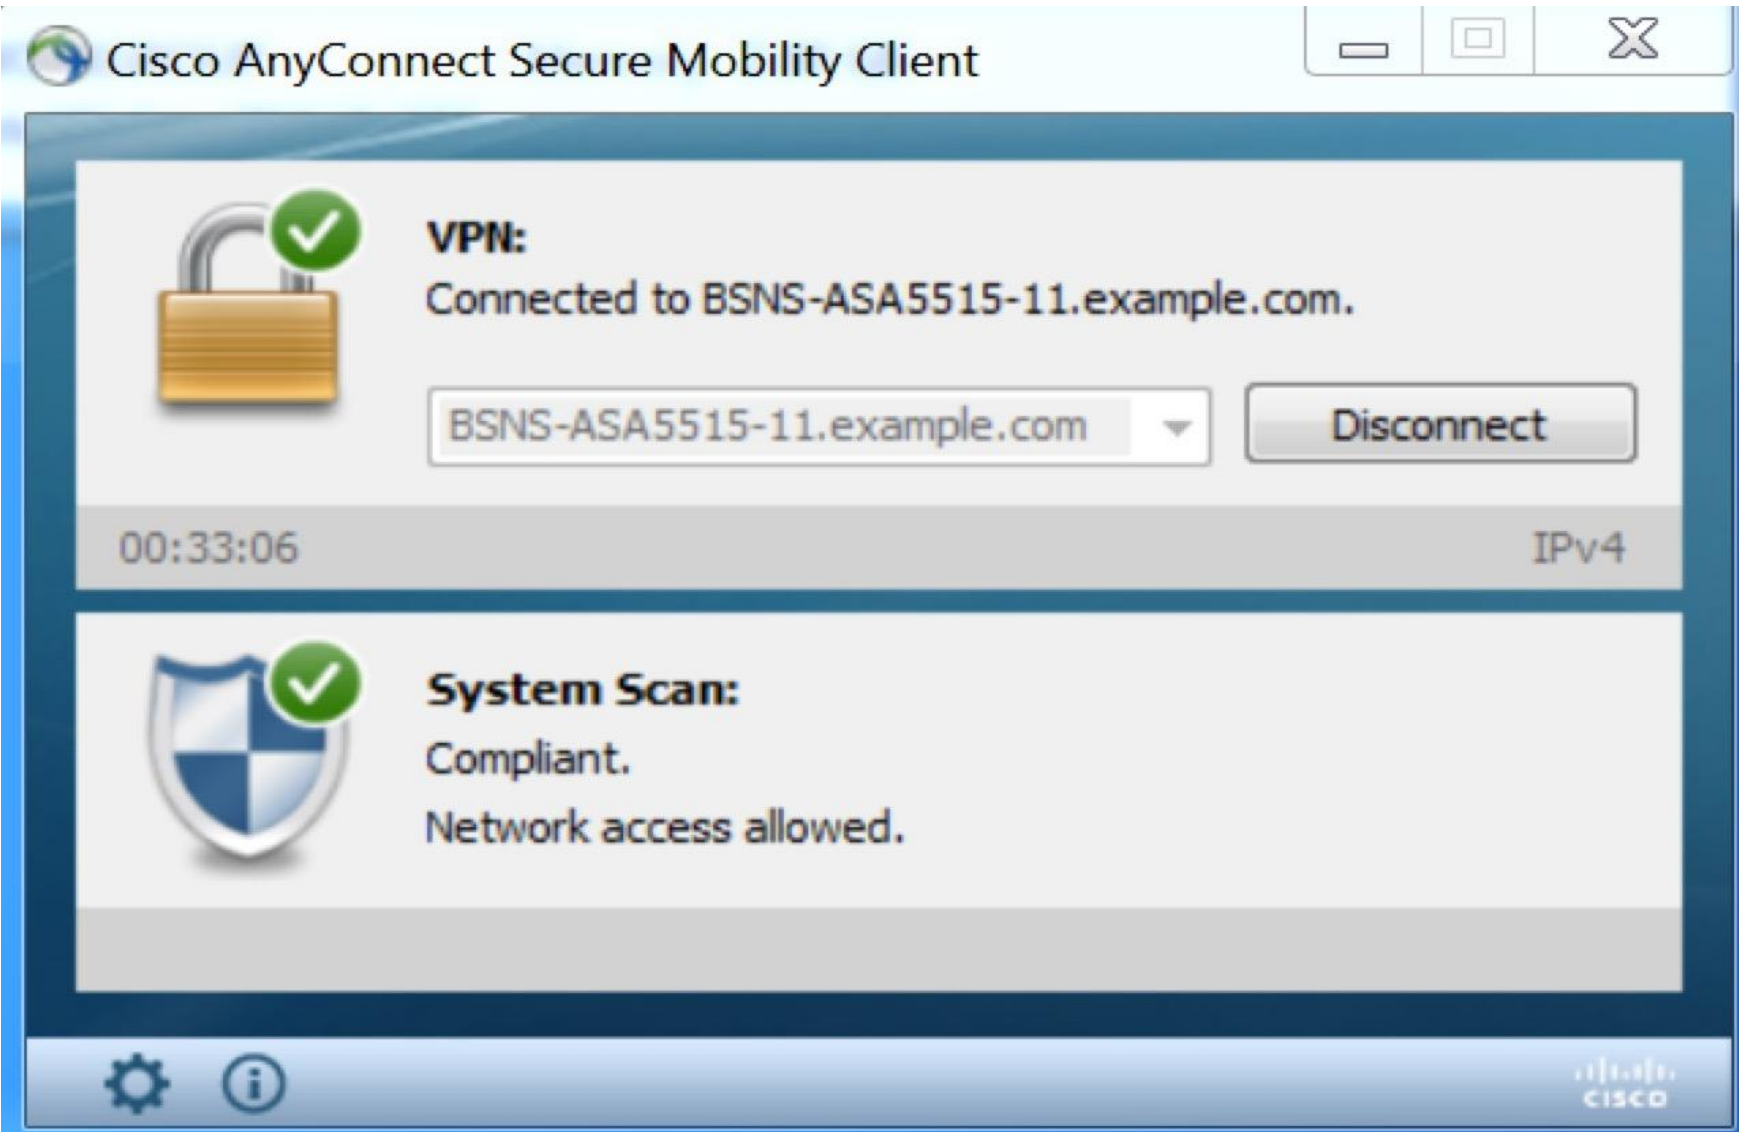 Cisco AnyConnect Secure Mobility Client
VPN:
Connected to BSNS-ASA5515-11.example.com.
BSNS-ASA5515-11.example.com
Disconnect
00:33:06
IPv4
System Scan:
Compliant.
Network access allowed.
CISCO